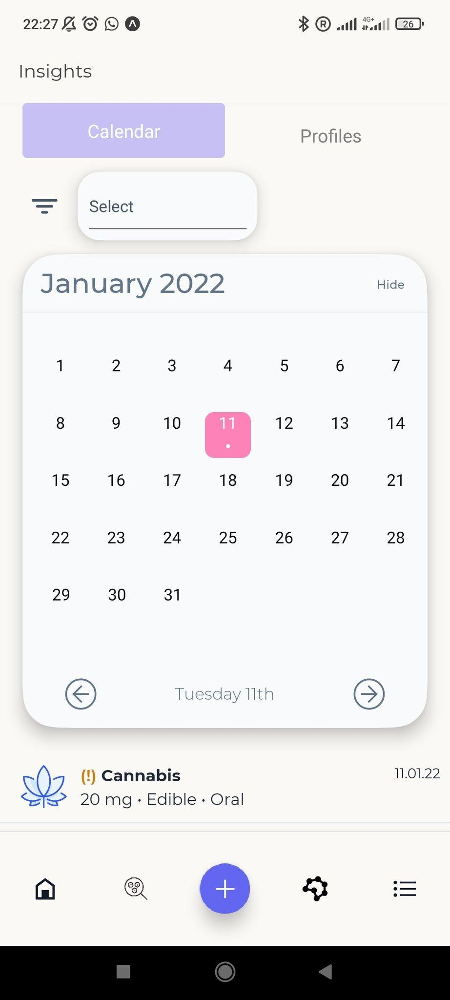 22:27 4G+ 26
Insights
Calendar Profiles
Select
January 2022 Hide
1 2 3 4 5 6 7
8 9 10 11 12 13 14
15 16 17 18 19 20 21
22 23 24 25 26 27 28
29 30 31
Tuesday 11th
(!) Cannabis 11.01.22
20 mg • Edible • Oral